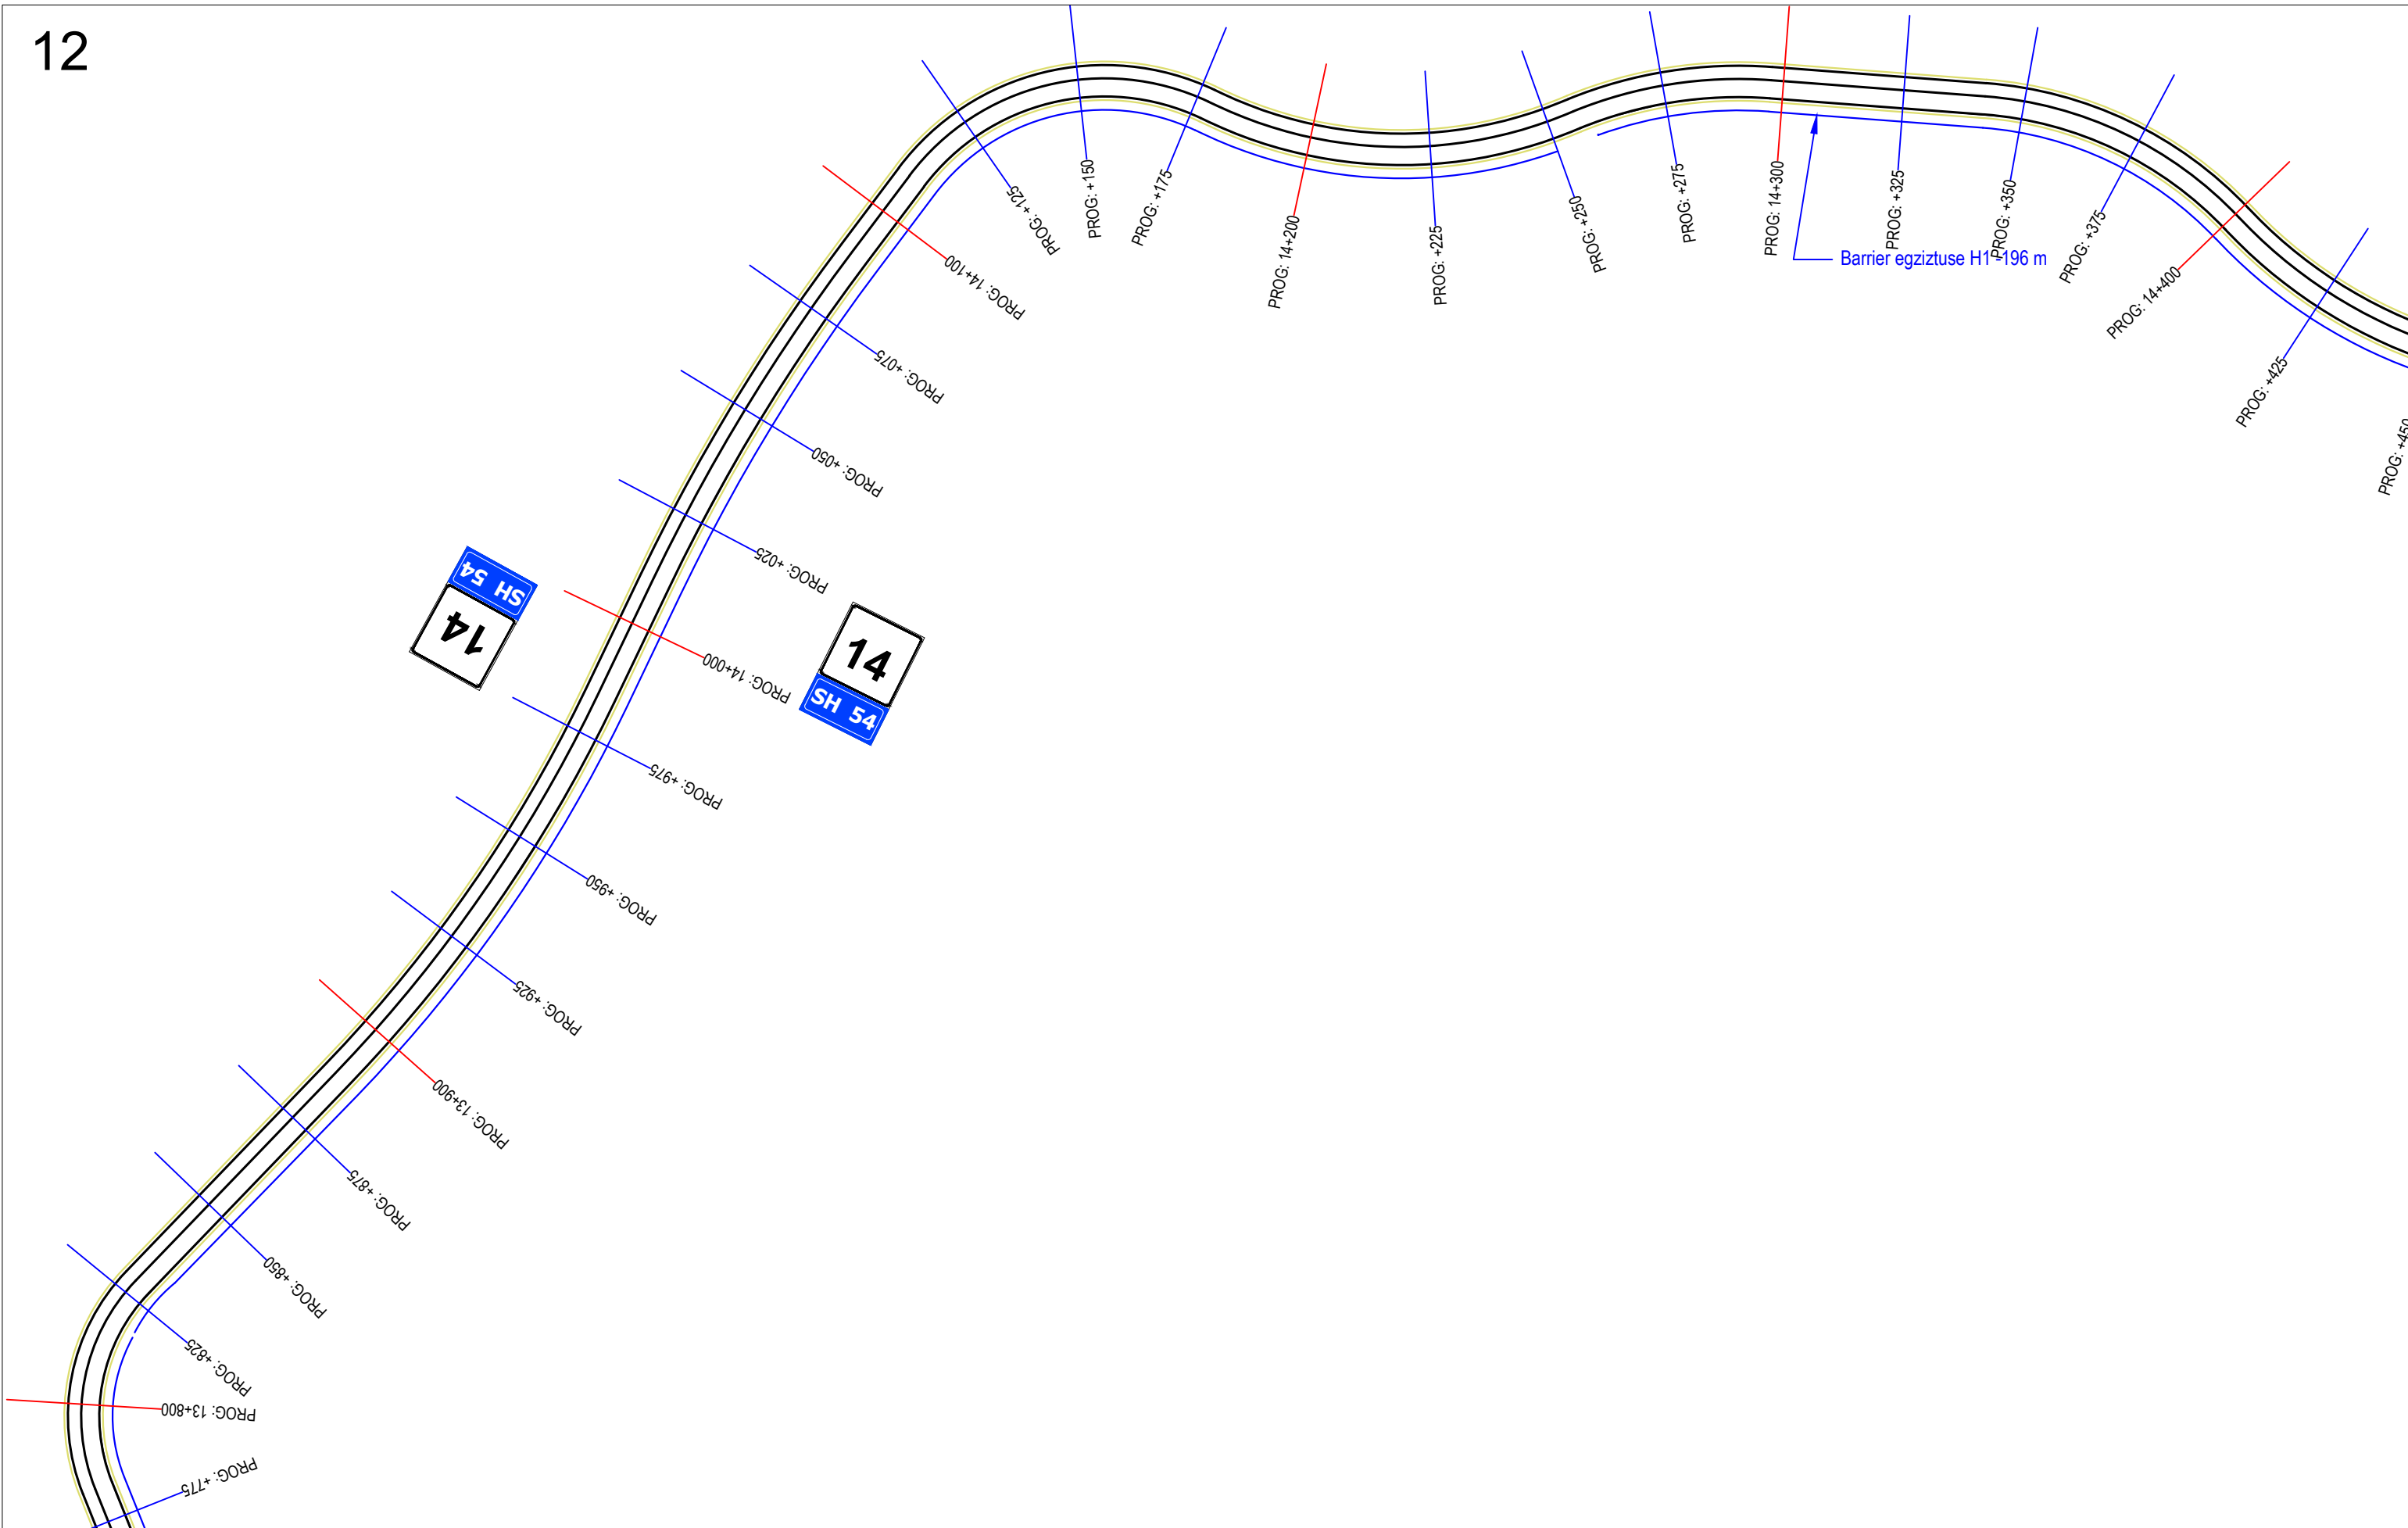 12
PROG: +125
PROG: +150
PROG: +175
PROG: 14+200
PROG: +225
PROG: +250
PROG: +275
PROG: 14+300
PROG: +325
PROG: +350
PROG: +375
PROG: 14+400
PROG: +425
PROG: +450
Barrier egziztuse H1 -196 m
PROG: 14+100
PROG: +075
PROG: +050
PROG: +025
SH 54
14
PROG: 14+000
14
SH 54
PROG: +975
PROG: +950
PROG: +925
PROG: 13+900
PROG: +875
PROG: +850
PROG: +825
PROG: 13+800
PROG: +775